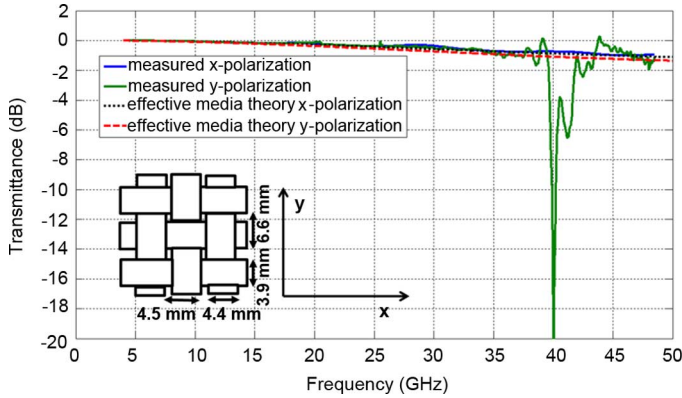 Transmittance (dB)
2
0
-2
-4
-6
-8
-10
-12
-14
-16
-18
-20
measured x-polarization
measured y-polarization
effective media theory x-polarization
effective media theory y-polarization
y
6.6 mm
3.9 mm
4.5 mm
4.4 mm
x
0
5
10
15
20
25
30
35
40
45
50
Frequency (GHz)